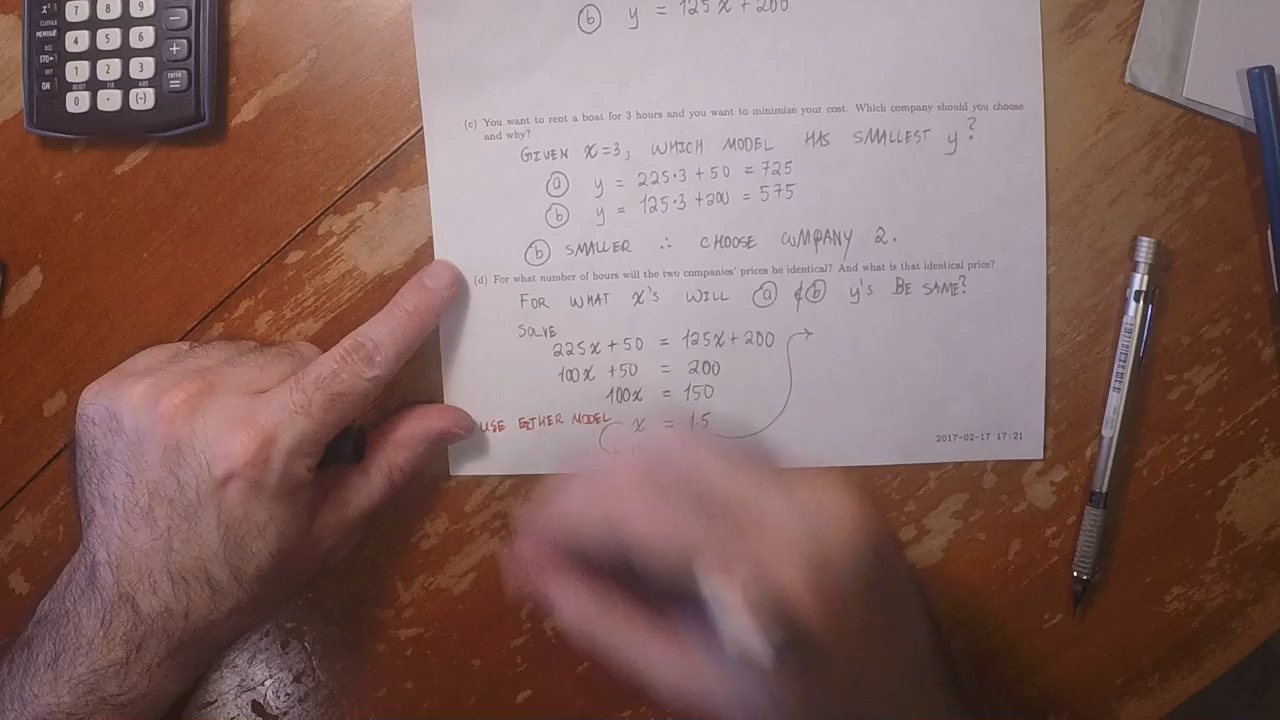 x²
7 8 9
−
4 5 6
+
STO▸
1 2 3
ENTER
=
ON
0 . (-)
ⓑ y = 125x + 200
(c) You want to rent a boat for 3 hours and you want to minimize your cost. Which company should you choose
and why?
GIVEN x=3, WHICH MODEL HAS SMALLEST y?
ⓐ y = 225·3 + 50 = 725
ⓑ y = 125·3 + 200 = 575
ⓑ SMALLER ∴ CHOOSE COMPANY 2.
(d) For what number of hours will the two companies' prices be identical? And what is that identical price?
FOR WHAT x's WILL ⓐ & ⓑ y's BE SAME?
SOLVE
225x + 50 = 125x + 200
100x + 50 = 200
100x = 150
USE EITHER MODEL x = 1.5
2017-02-17 17:21